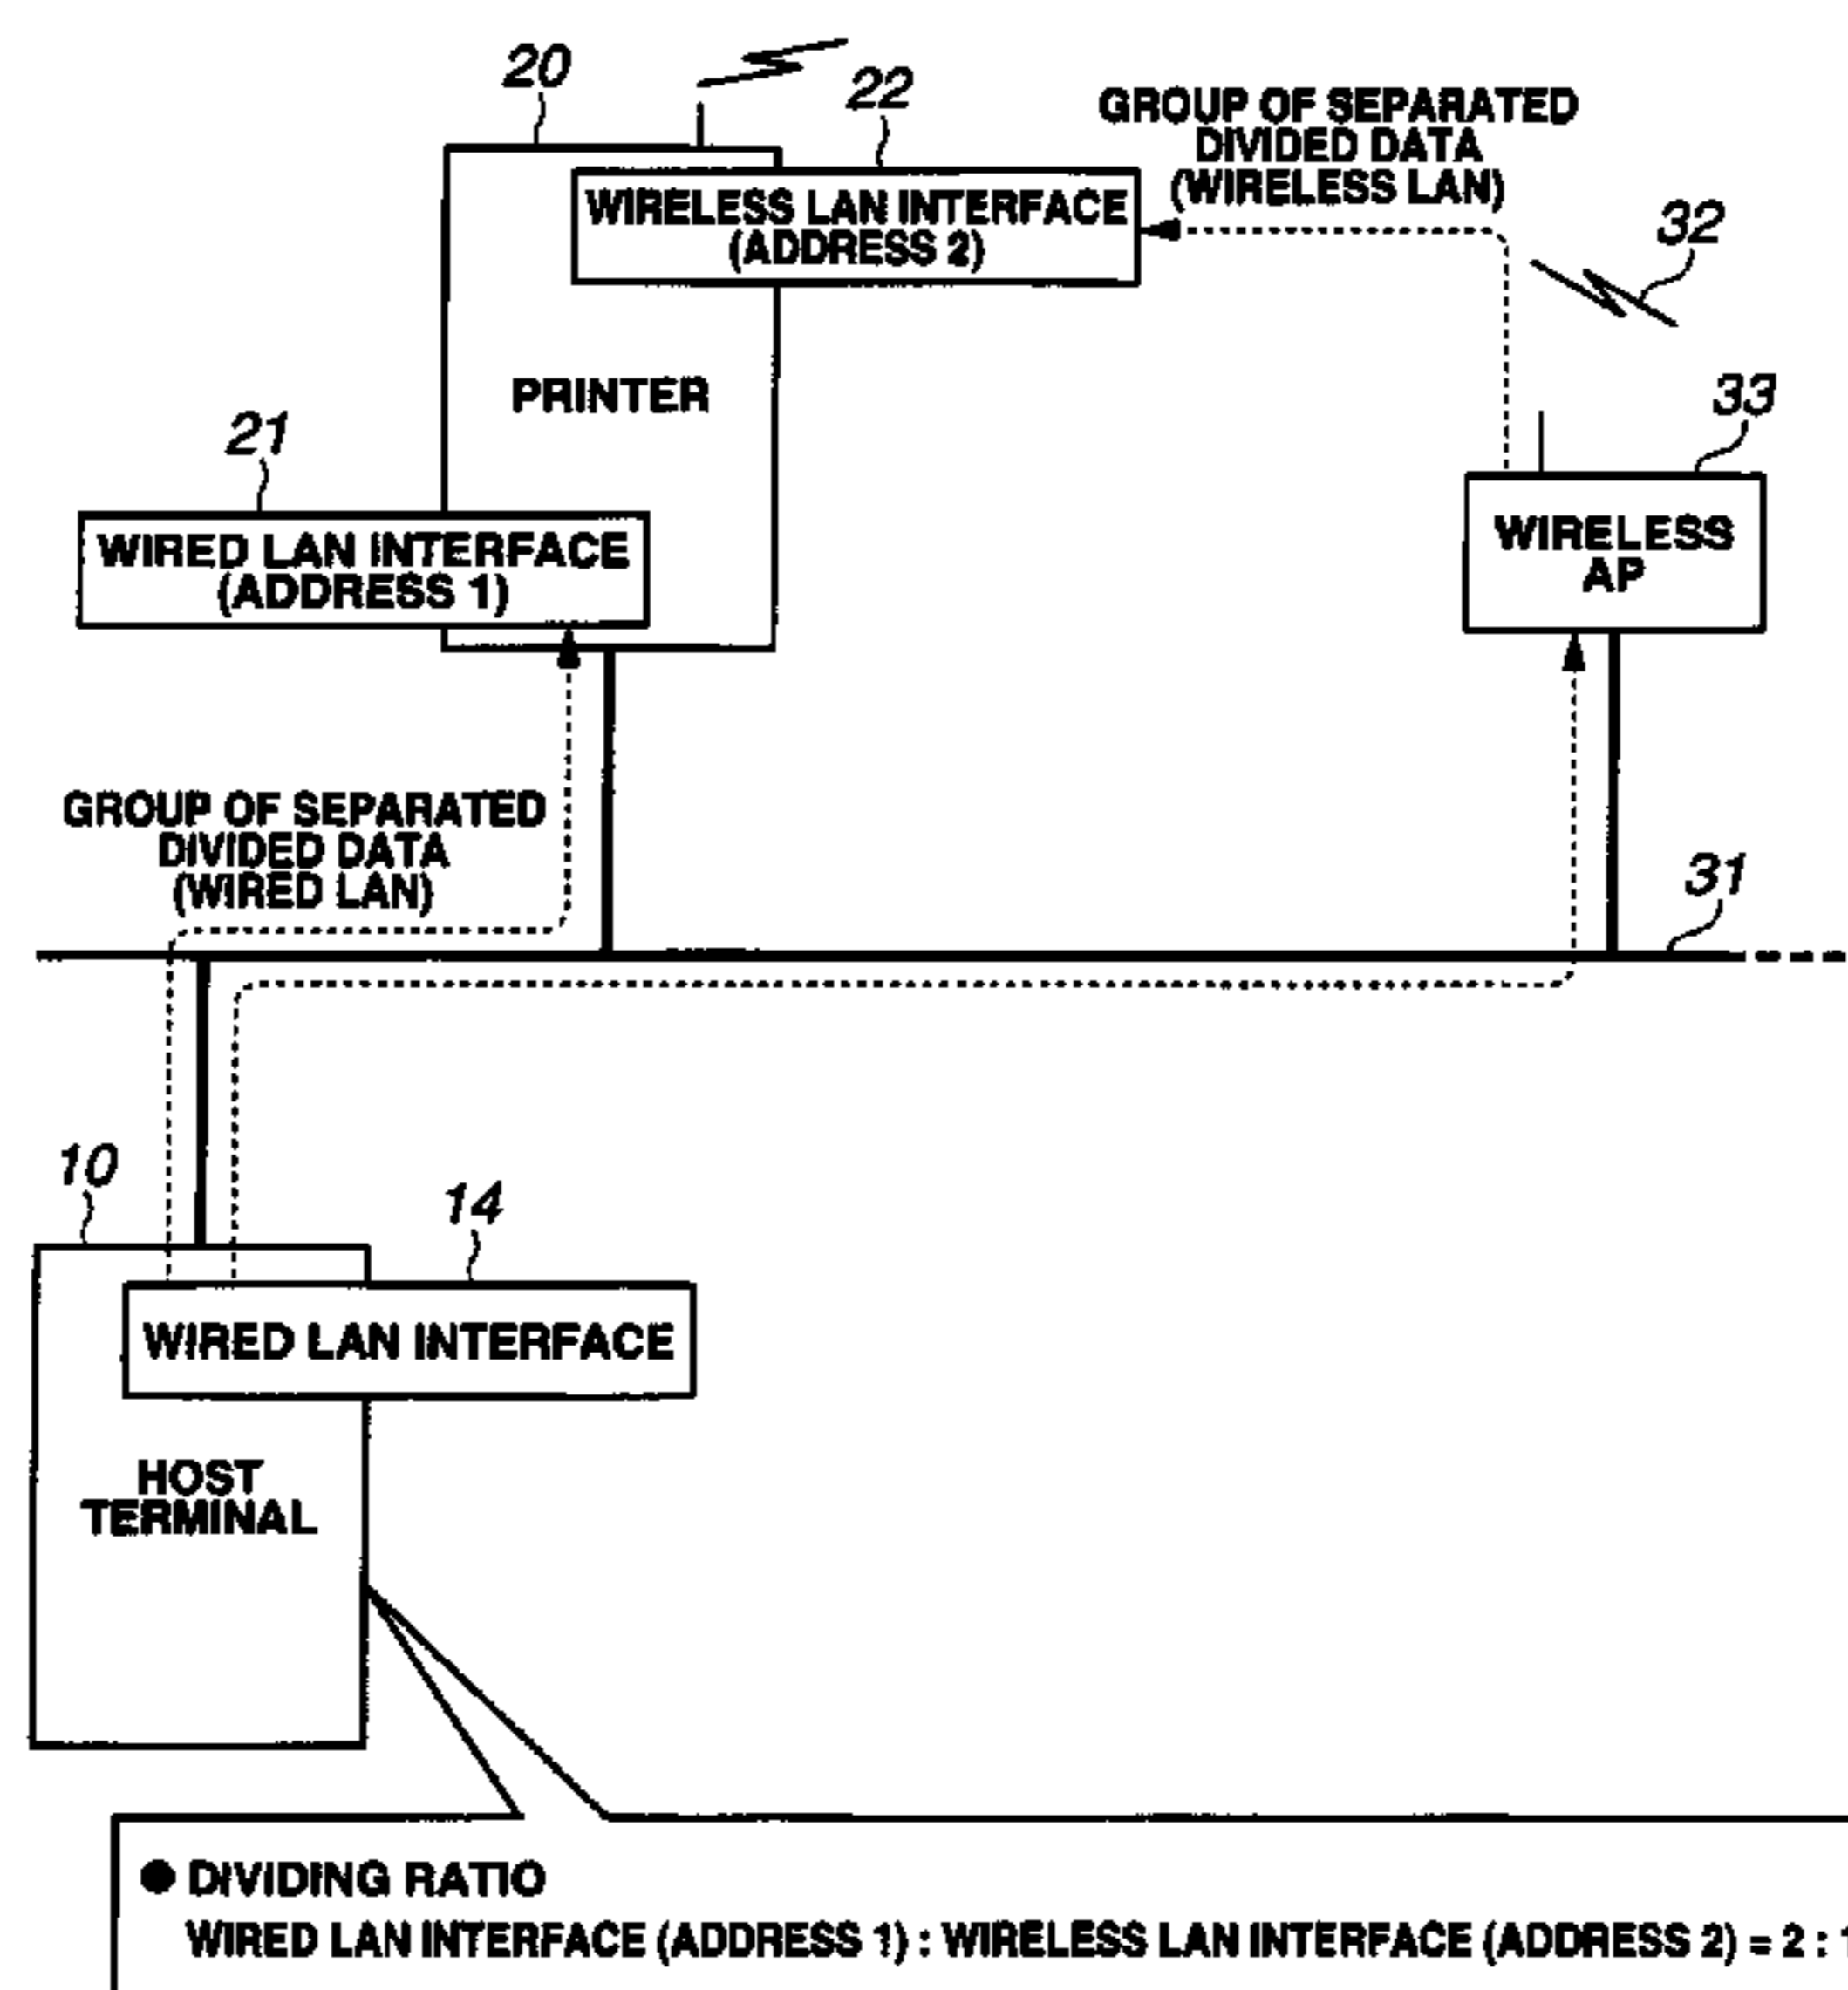 20
22
GROUP OF SEPARATED
DIVIDED DATA
(WIRELESS LAN)
WIRELESS LAN INTERFACE
(ADDRESS 2)
32
PRINTER
33
21
WIRED LAN INTERFACE
(ADDRESS 1)
WIRELESS
AP
GROUP OF SEPARATED
DIVIDED DATA
(WIRED LAN)
31
10
14
WIRED LAN INTERFACE
HOST
TERMINAL
● DIVIDING RATIO
WIRED LAN INTERFACE (ADDRESS 1) : WIRELESS LAN INTERFACE (ADDRESS 2) = 2 : 1